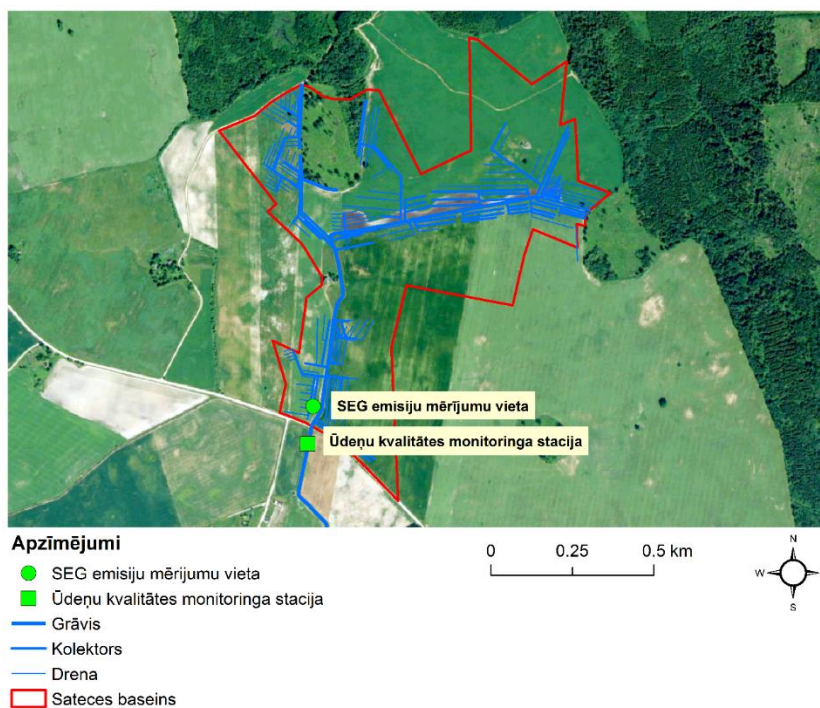 SEG emisiju mērījumu vieta
Ūdeņu kvalitātes monitoringa stacija
Apzīmējumi
SEG emisiju mērījumu vieta
Ūdeņu kvalitātes monitoringa stacija
Grāvis
Kolektors
Drena
Sateces baseins
0 0.25 0.5 km
N
W E
S